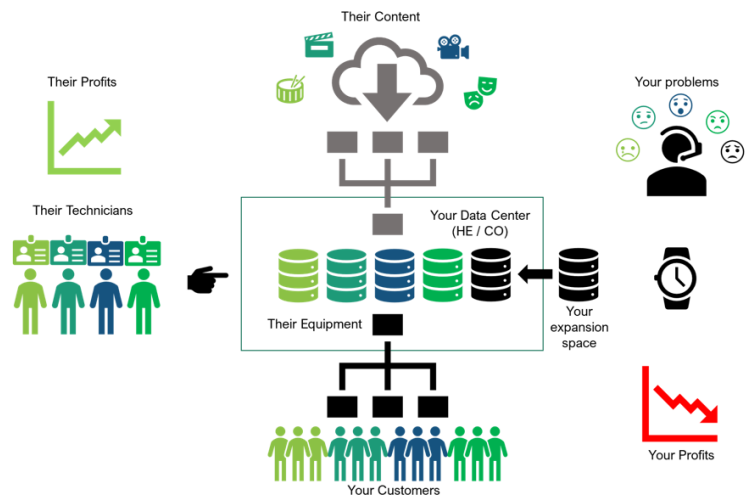 Their Content
Their Profits
Your problems
Their Technicians
Your Data Center
(HE / CO)
Their Equipment
Your
expansion
space
Your Profits
Your Customers